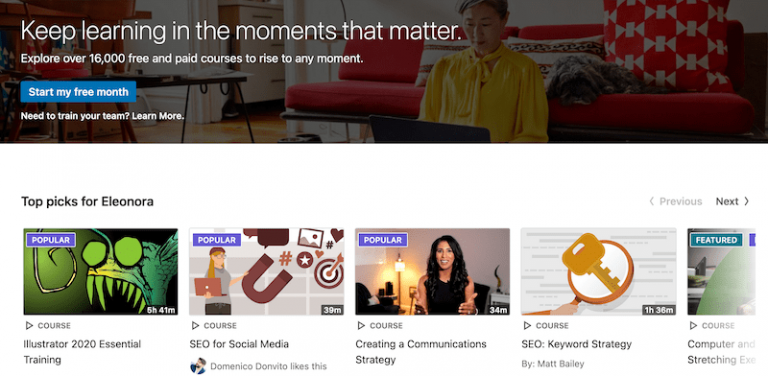 Keep learning in the moments that matter.
Explore over 16,000 free and paid courses to rise to any moment.
Start my free month
Need to train your team? Learn More.
Top picks for Eleonora
Previous Next
POPULAR
5h 41m
COURSE
Illustrator 2020 Essential
Training
POPULAR
39m
COURSE
SEO for Social Media
Domenico Donvito likes this
POPULAR
34m
COURSE
Creating a Communications
Strategy
1h 36m
COURSE
SEO: Keyword Strategy
By: Matt Bailey
FEATURED
COURSE
Computer and
Stretching Exe